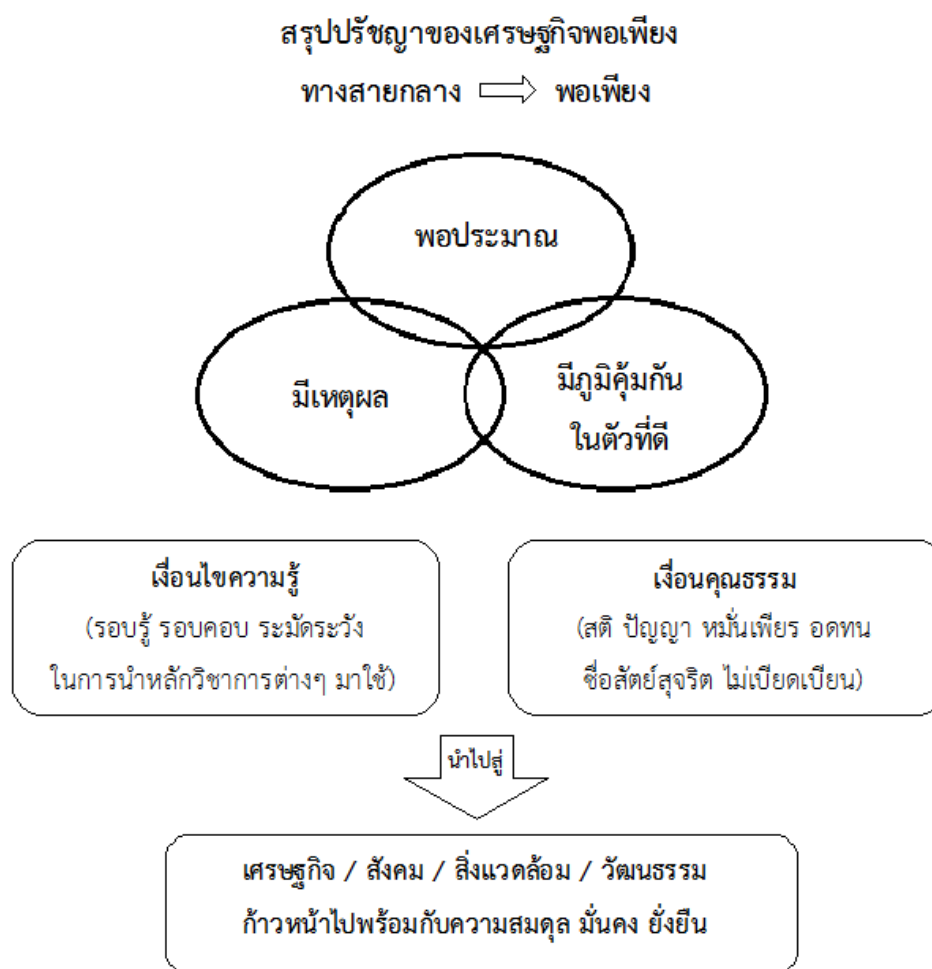 สรุปปรัชญาของเศรษฐกิจพอเพียง
ทางสายกลาง ⇨ พอเพียง
พอประมาณ
มีเหตุผล
มีภูมิคุ้มกัน
ในตัวที่ดี
เงื่อนไขความรู้
(รอบรู้ รอบคอบ ระมัดระวัง
ในการนำหลักวิชาการต่างๆ มาใช้)
เงื่อนคุณธรรม
(สติ ปัญญา หมั่นเพียร อดทน
ซื่อสัตย์สุจริต ไม่เบียดเบียน)
นำไปสู่
เศรษฐกิจ / สังคม / สิ่งแวดล้อม / วัฒนธรรม
ก้าวหน้าไปพร้อมกับความสมดุล มั่นคง ยั่งยืน